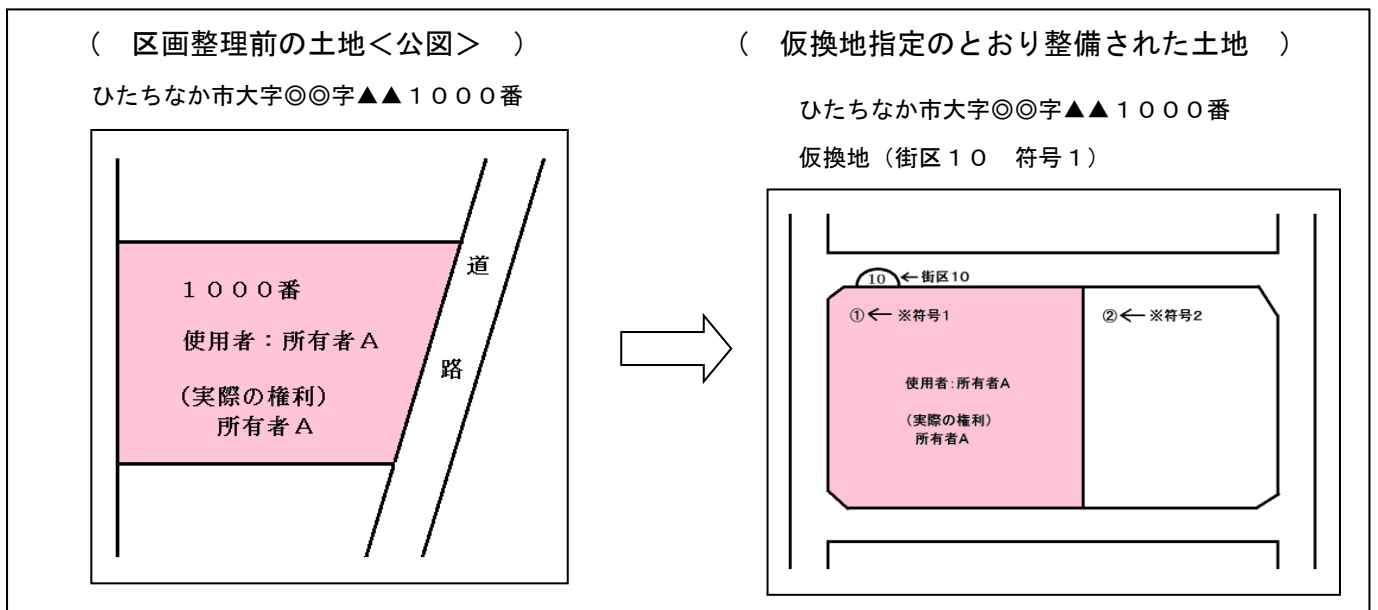 （　区画整理前の土地＜公図＞　）
ひたちなか市大字◎◎字▲▲１０００番
１０００番
使用者：所有者Ａ
(実際の権利)
所有者Ａ
道
路
（　仮換地指定のとおり整備された土地　）
ひたちなか市大字◎◎字▲▲１０００番
仮換地（街区１０　符号１）
10 ←街区10
①← ※符号1
使用者:所有者A
(実際の権利)
所有者A
②← ※符号2